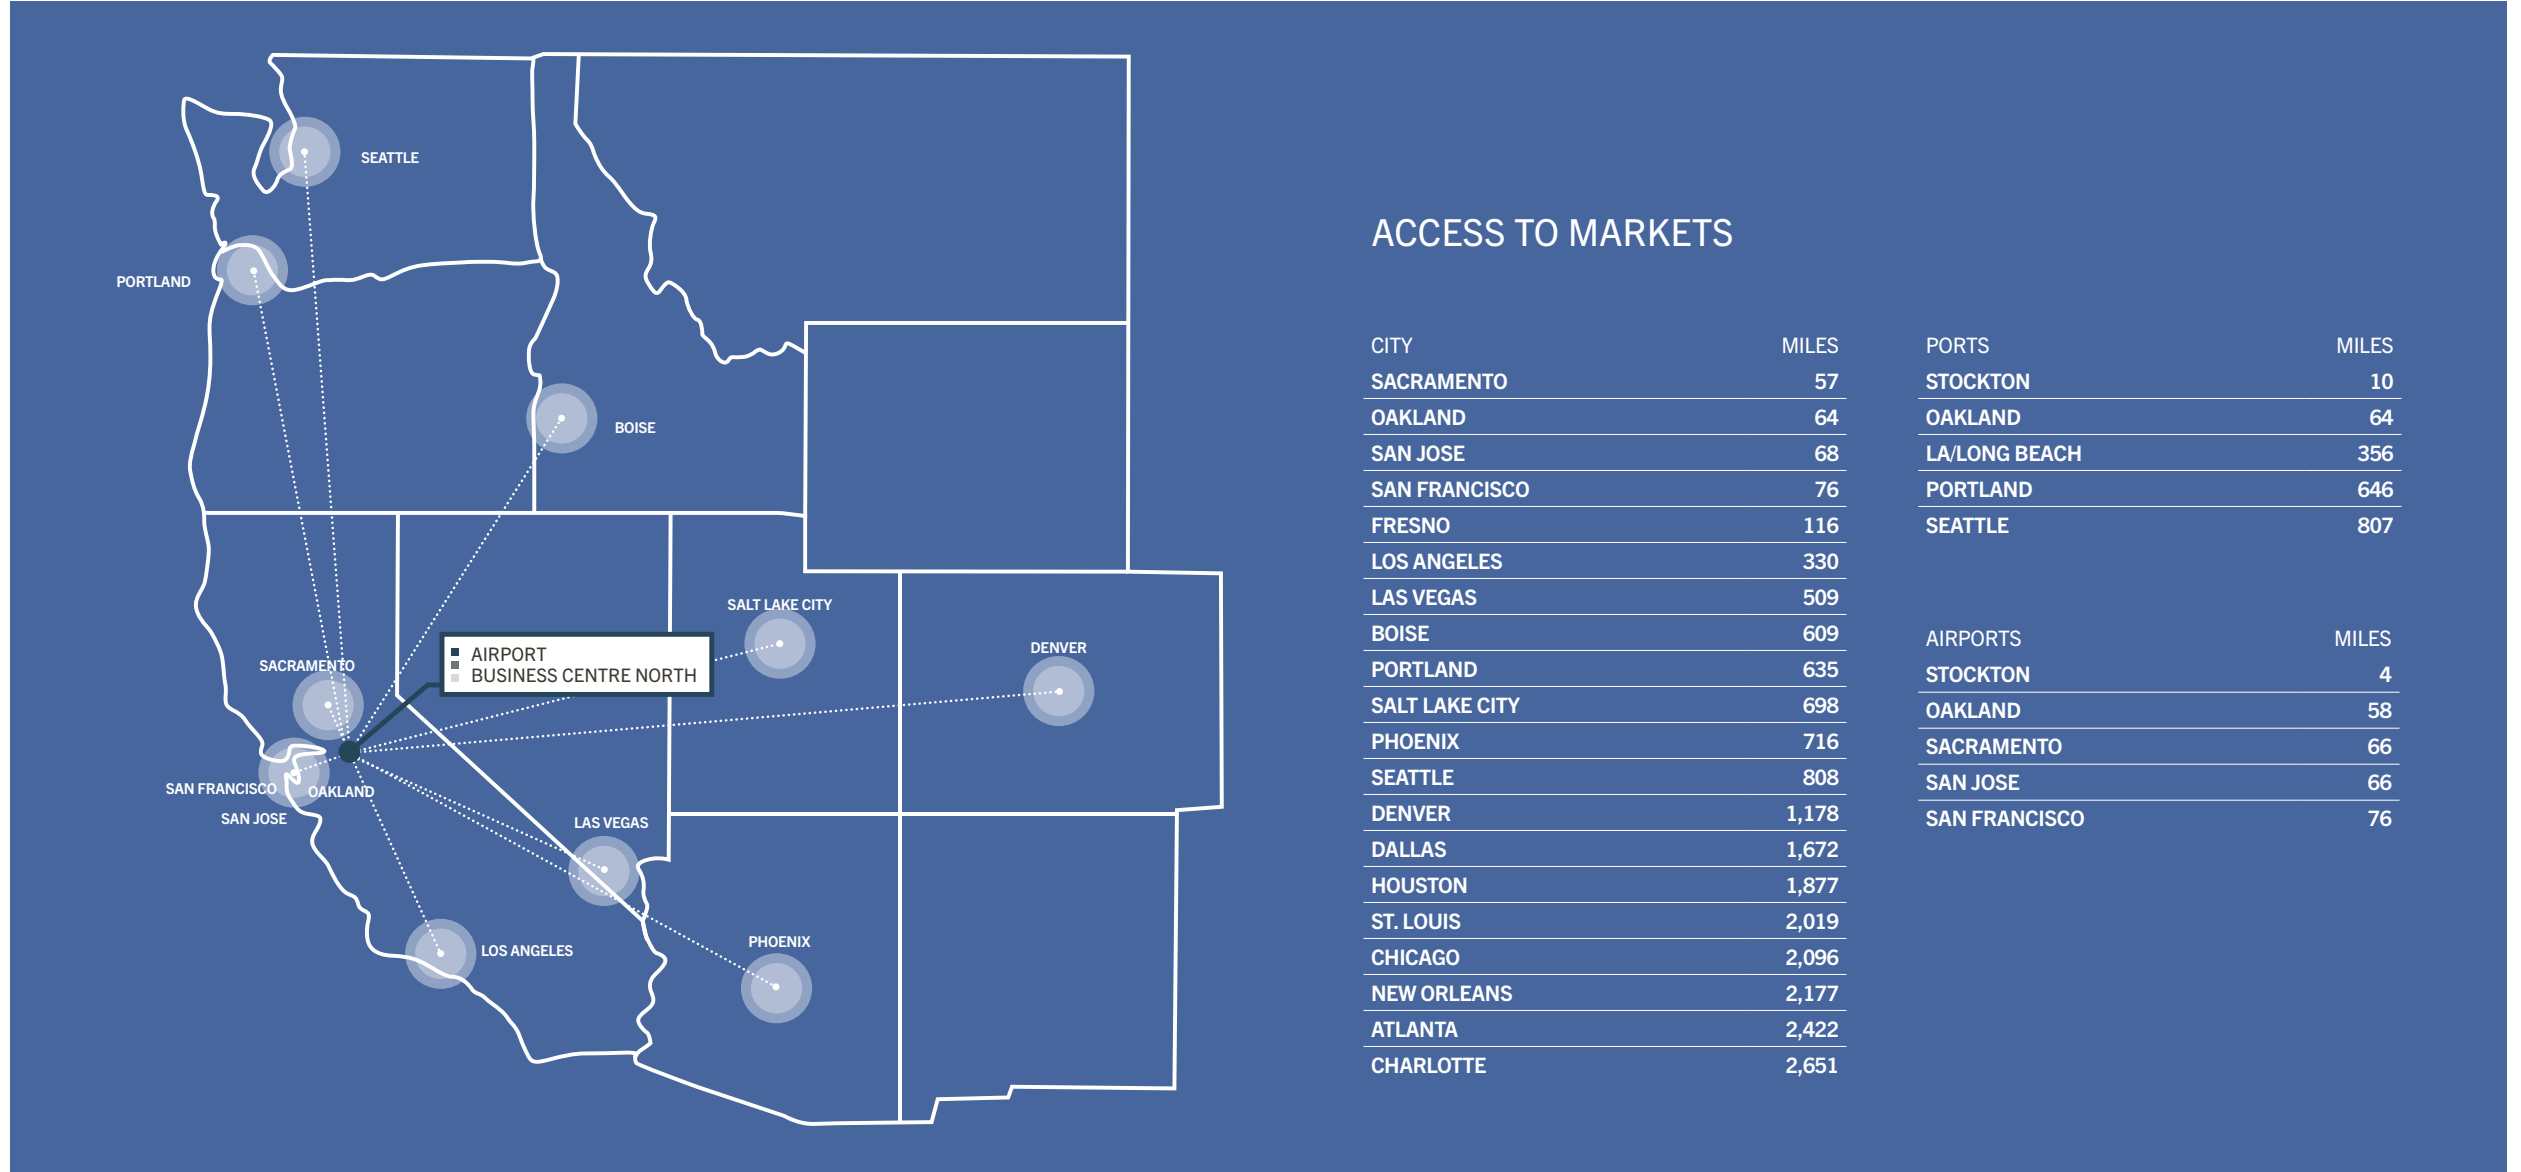 SEATTLE
PORTLAND
BOISE
SALT LAKE CITY
DENVER
AIRPORT
BUSINESS CENTRE NORTH
SACRAMENTO
SAN FRANCISCO
OAKLAND
SAN JOSE
LAS VEGAS
LOS ANGELES
PHOENIX
ACCESS TO MARKETS
CITY MILES
SACRAMENTO 57
OAKLAND 64
SAN JOSE 68
SAN FRANCISCO 76
FRESNO 116
LOS ANGELES 330
LAS VEGAS 509
BOISE 609
PORTLAND 635
SALT LAKE CITY 698
PHOENIX 716
SEATTLE 808
DENVER 1,178
DALLAS 1,672
HOUSTON 1,877
ST. LOUIS 2,019
CHICAGO 2,096
NEW ORLEANS 2,177
ATLANTA 2,422
CHARLOTTE 2,651
PORTS MILES
STOCKTON 10
OAKLAND 64
LA/LONG BEACH 356
PORTLAND 646
SEATTLE 807
AIRPORTS MILES
STOCKTON 4
OAKLAND 58
SACRAMENTO 66
SAN JOSE 66
SAN FRANCISCO 76